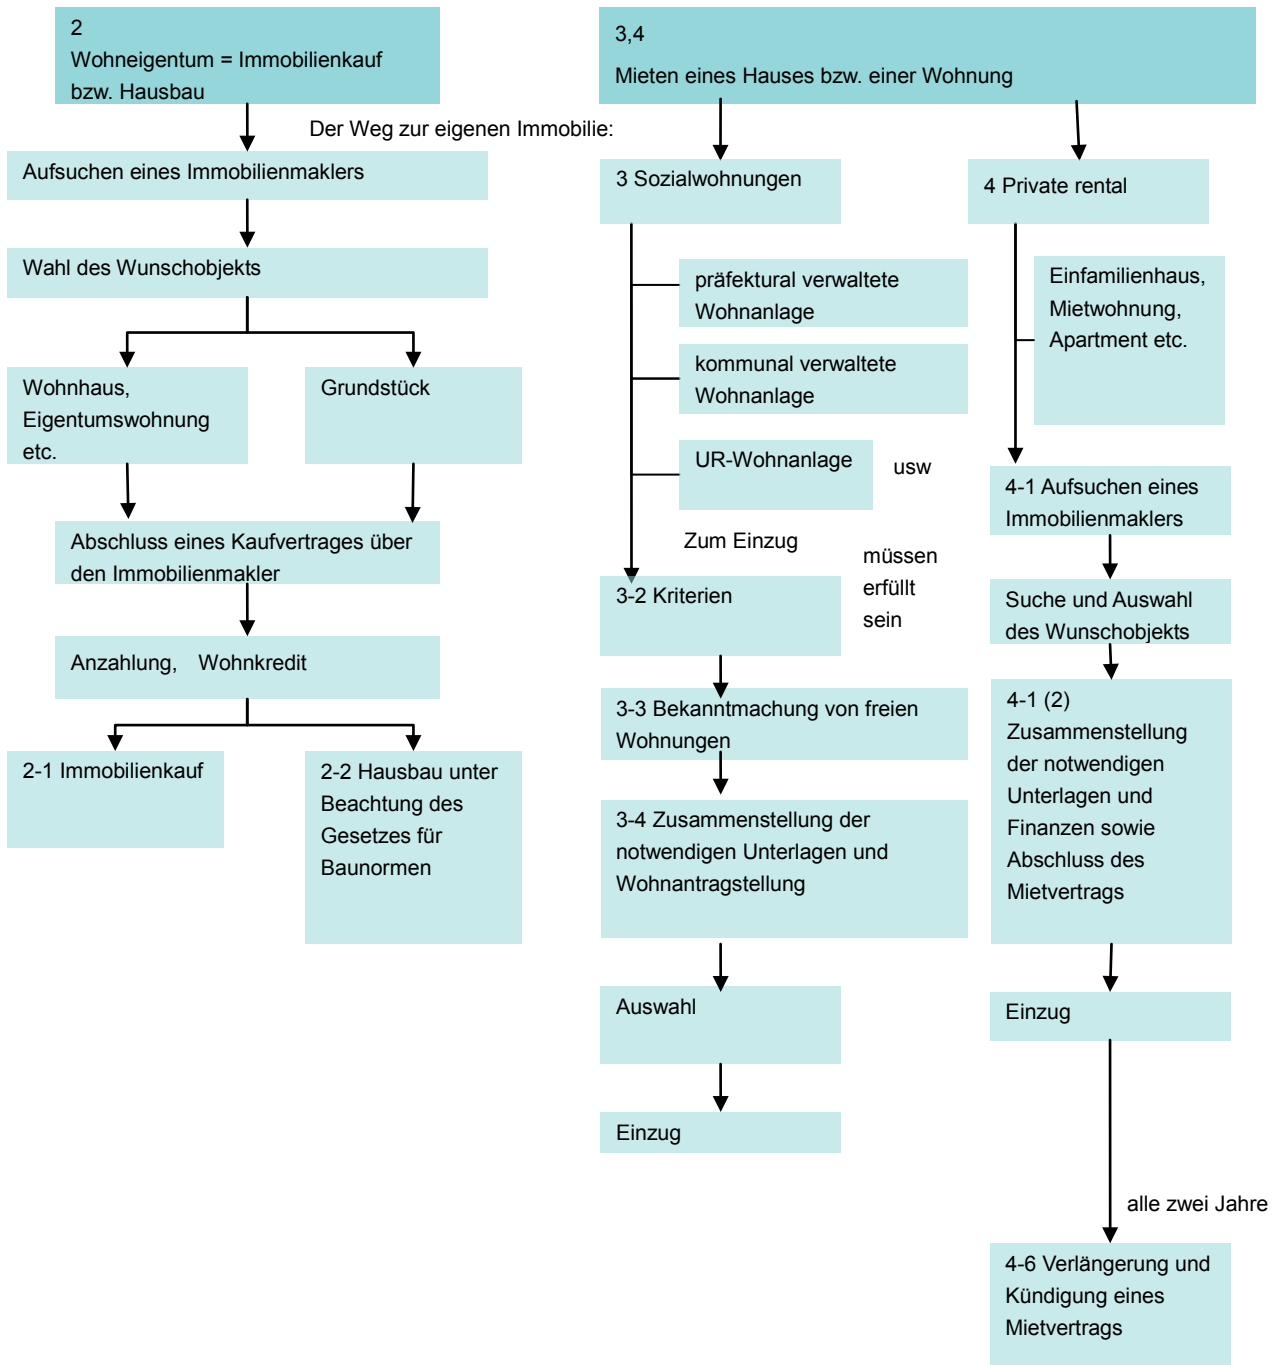 2
Wohneigentum = Immobilienkauf
bzw. Hausbau
Der Weg zur eigenen Immobilie:
Aufsuchen eines Immobilienmaklers
Wahl des Wunschobjekts
Wohnhaus,
Eigentumswohnung
etc.
Grundstück
Abschluss eines Kaufvertrages über
den Immobilienmakler
Anzahlung, Wohnkredit
2-1 Immobilienkauf
2-2 Hausbau unter
Beachtung des
Gesetzes für
Baunormen
3,4
Mieten eines Hauses bzw. einer Wohnung
3 Sozialwohnungen
präfektural verwaltete
Wohnanlage
kommunal verwaltete
Wohnanlage
UR-Wohnanlage
usw
Zum Einzug
3-2 Kriterien
müssen
erfüllt
sein
3-3 Bekanntmachung von freien
Wohnungen
3-4 Zusammenstellung der
notwendigen Unterlagen und
Wohnantragstellung
Auswahl
Einzug
4 Private rental
Einfamilienhaus,
Mietwohnung,
Apartment etc.
4-1 Aufsuchen eines
Immobilienmaklers
Suche und Auswahl
des Wunschobjekts
4-1 (2)
Zusammenstellung
der notwendigen
Unterlagen und
Finanzen sowie
Abschluss des
Mietvertrags
Einzug
alle zwei Jahre
4-6 Verlängerung und
Kündigung eines
Mietvertrags